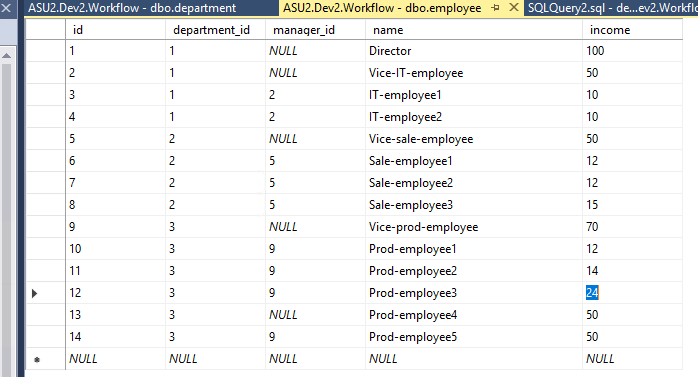 ASU2.Dev2.Workflow - dbo.department ASU2.Dev2.Workflow - dbo.employee SQLQuery2.sql - de...ev2.Workfl
id department_id manager_id name income
1 1 NULL Director 100
2 1 NULL Vice-IT-employee 50
3 1 2 IT-employee1 10
4 1 2 IT-employee2 10
5 2 NULL Vice-sale-employee 50
6 2 5 Sale-employee1 12
7 2 5 Sale-employee2 12
8 2 5 Sale-employee3 15
9 3 NULL Vice-prod-employee 70
10 3 9 Prod-employee1 12
11 3 9 Prod-employee2 14
12 3 9 Prod-employee3 24
13 3 NULL Prod-employee4 50
14 3 9 Prod-employee5 50
NULL NULL NULL NULL NULL